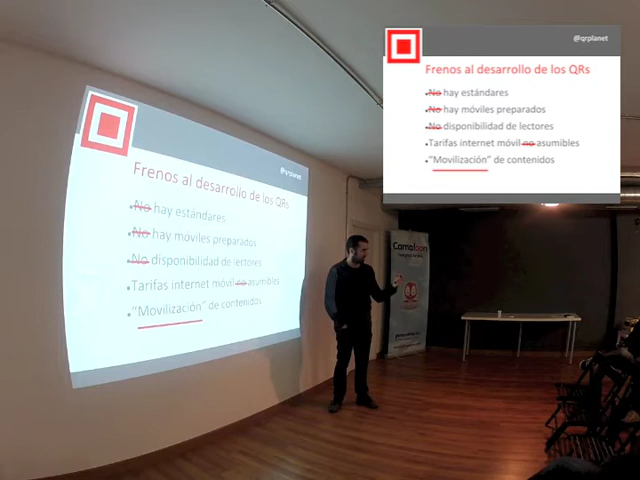 @qrplanet
Frenos al desarrollo de los QRs
•No hay estándares
•No hay móviles preparados
•No disponibilidad de lectores
•Tarifas internet móvil no asumibles
•"Movilización" de contenidos
@qrplanet
Frenos al desarrollo de los QRs
•No hay estándares
•No hay móviles preparados
•No disponibilidad de lectores
•Tarifas internet móvil no asumibles
•"Movilización" de contenidos